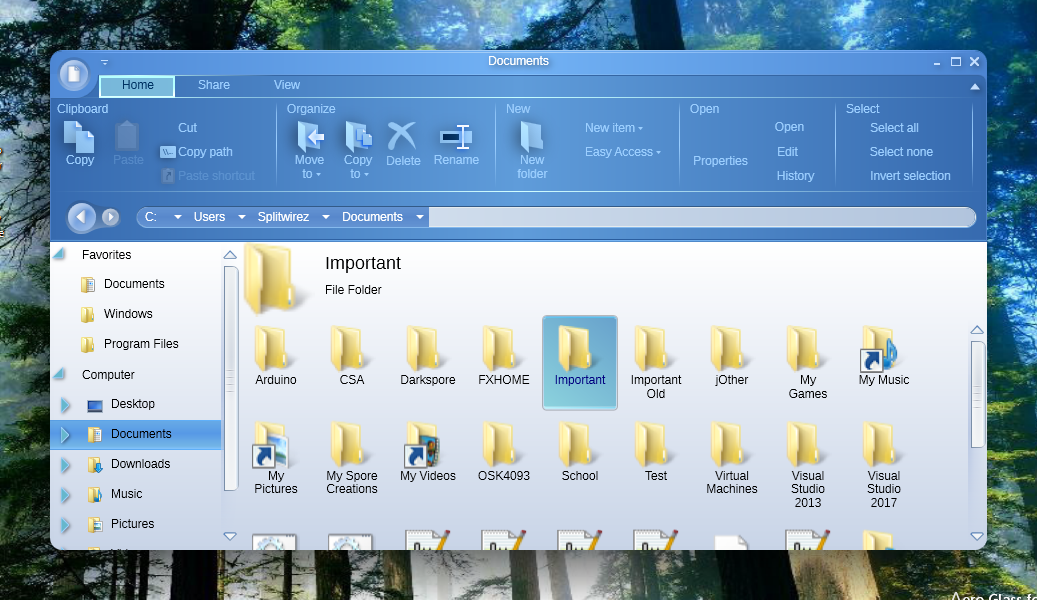 Documents
Home
Share
View
Clipboard
Organize
New
Open
Select
Copy
Paste
Cut
Copy path
Paste shortcut
Move
to
Copy
to
Delete
Rename
New
folder
New item
Easy Access
Properties
Open
Edit
History
Select all
Select none
Invert selection
C:
Users
Splitwirez
Documents
Favorites
Documents
Windows
Program Files
Computer
Desktop
Documents
Downloads
Music
Pictures
Important
File Folder
Arduino
CSA
Darkspore
FXHOME
Important
Important
Old
jOther
My
Games
My Music
My
Pictures
My Spore
Creations
My Videos
OSK4093
School
Test
Virtual
Machines
Visual
Studio
2013
Visual
Studio
2017
Aero Glass